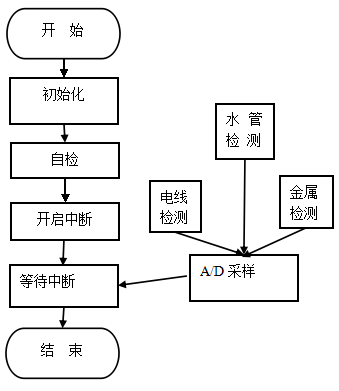 开 始
初始化
自检
开启中断
等待中断
结 束
水 管
检 测
电线
检测
金属
检测
A/D 采样